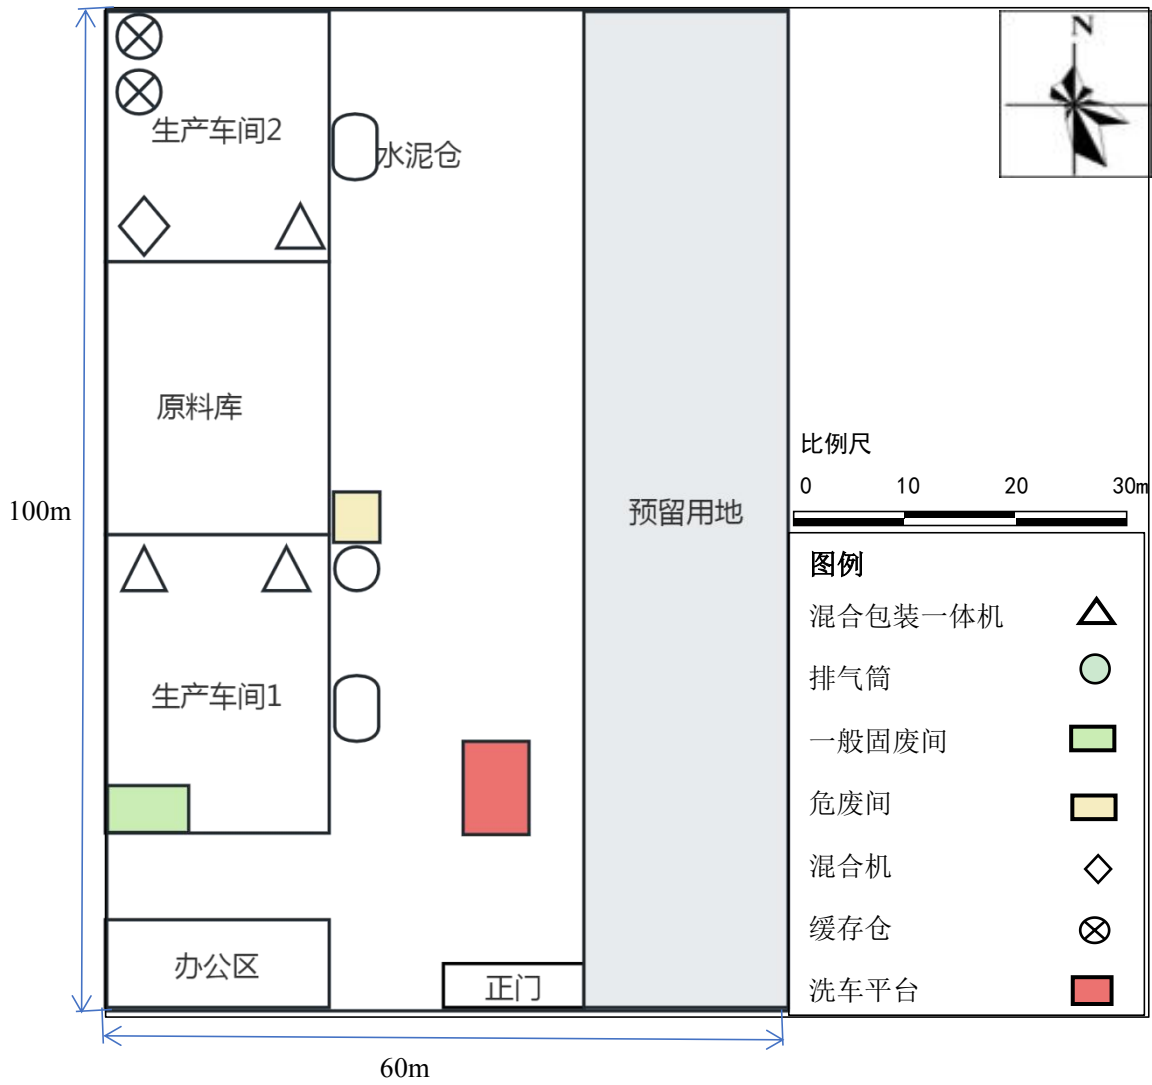 N
生产车间2
水泥仓
原料库
比例尺
0 10 20 30m
100m
预留用地
图例
混合包装一体机
排气筒
生产车间1
一般固废间
危废间
混合机
缓存仓
办公区
正门
洗车平台
60m